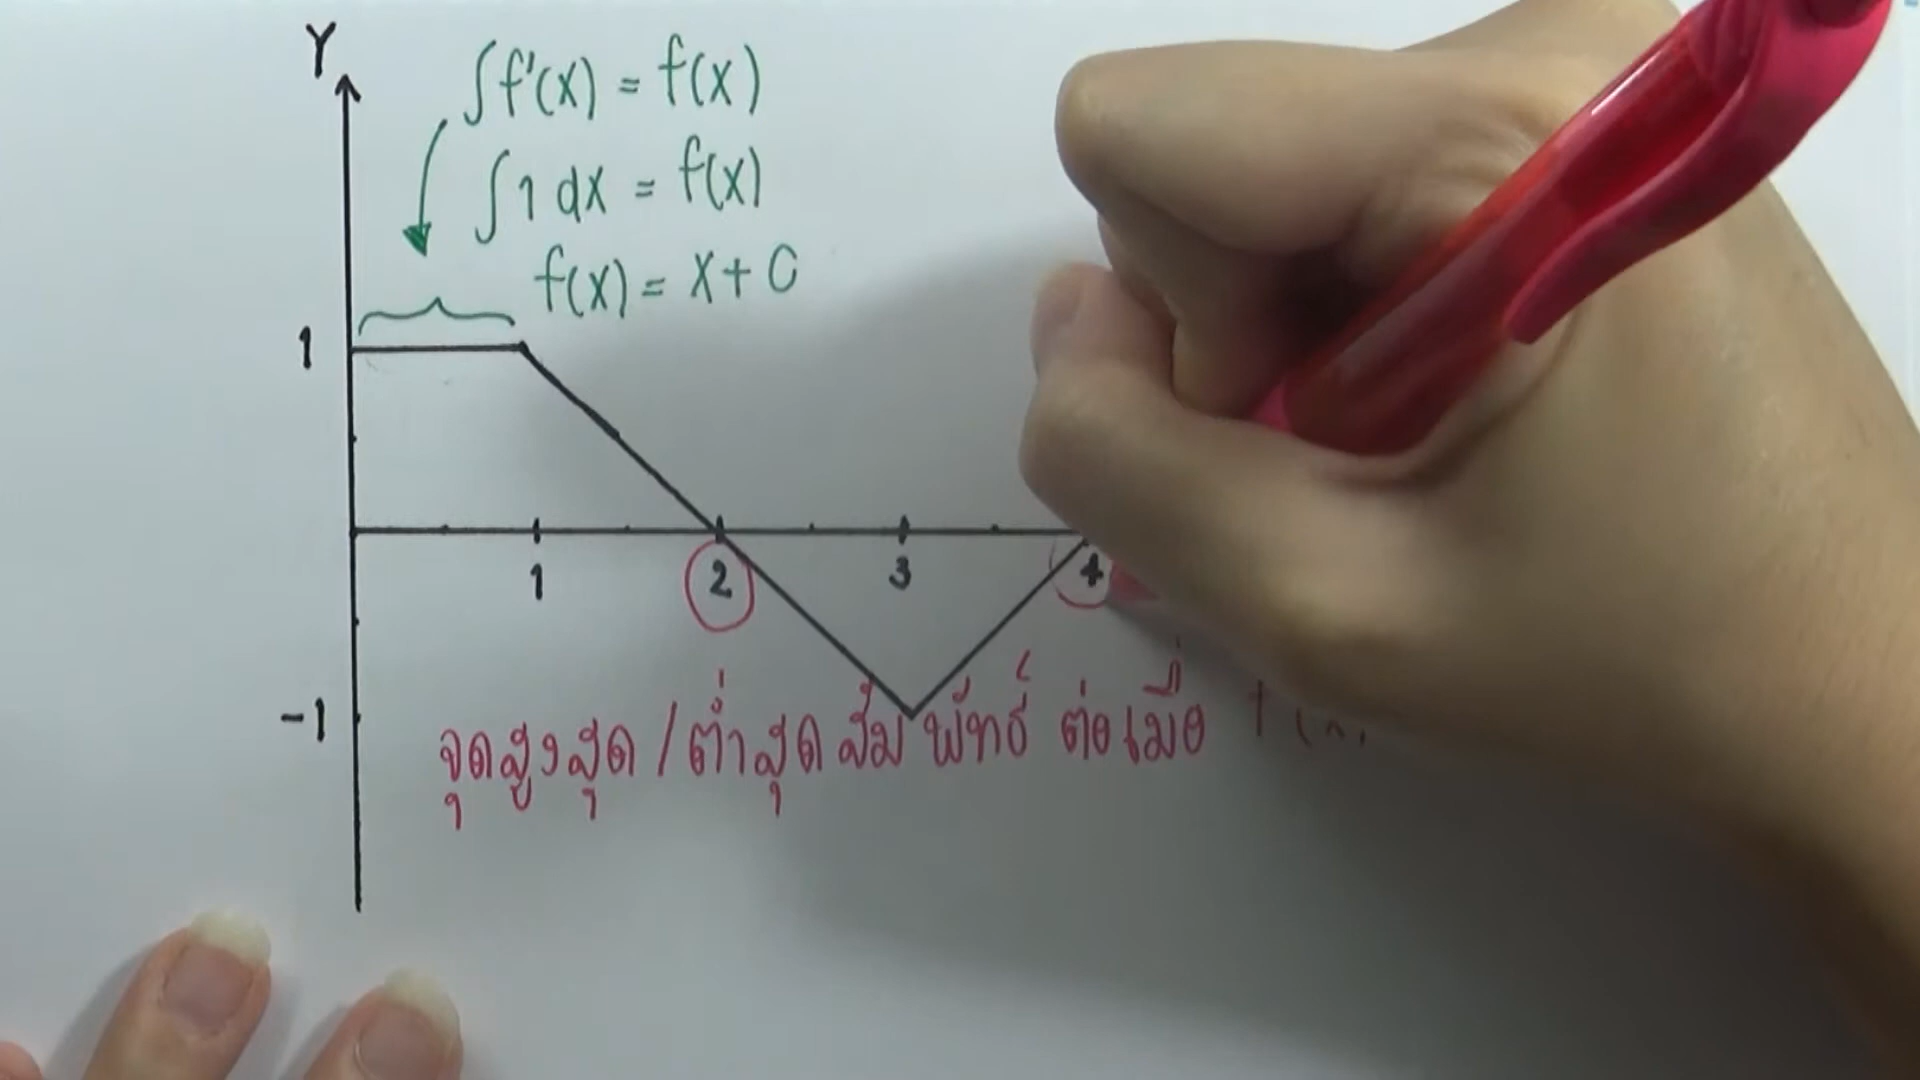 Y
∫f'(x) = f(x)
∫1 dx = f(x)
f(x) = x + C
1
1 2 3 4
-1
จุดสูงสุด / ต่ำสุดสัมพัทธ์ ต่อเมื่อ